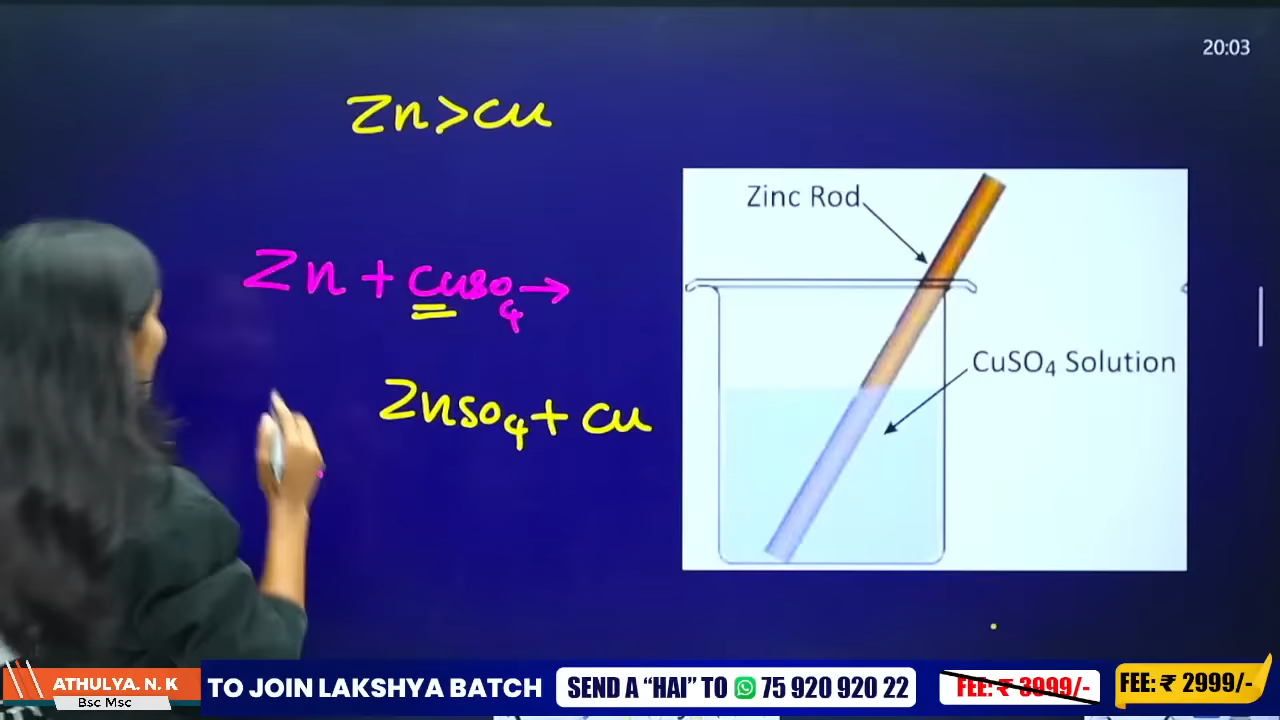 20:03
Zn>Cu
Zinc Rod
Zn + CuSO4→
CuSO₄ Solution
ZnSO4+ Cu
ATHULYA. N. K
Bsc Msc
TO JOIN LAKSHYA BATCH
SEND A “HAI” TO 75 920 920 22
FEE: ₹ 3999/-
FEE: ₹ 2999/-